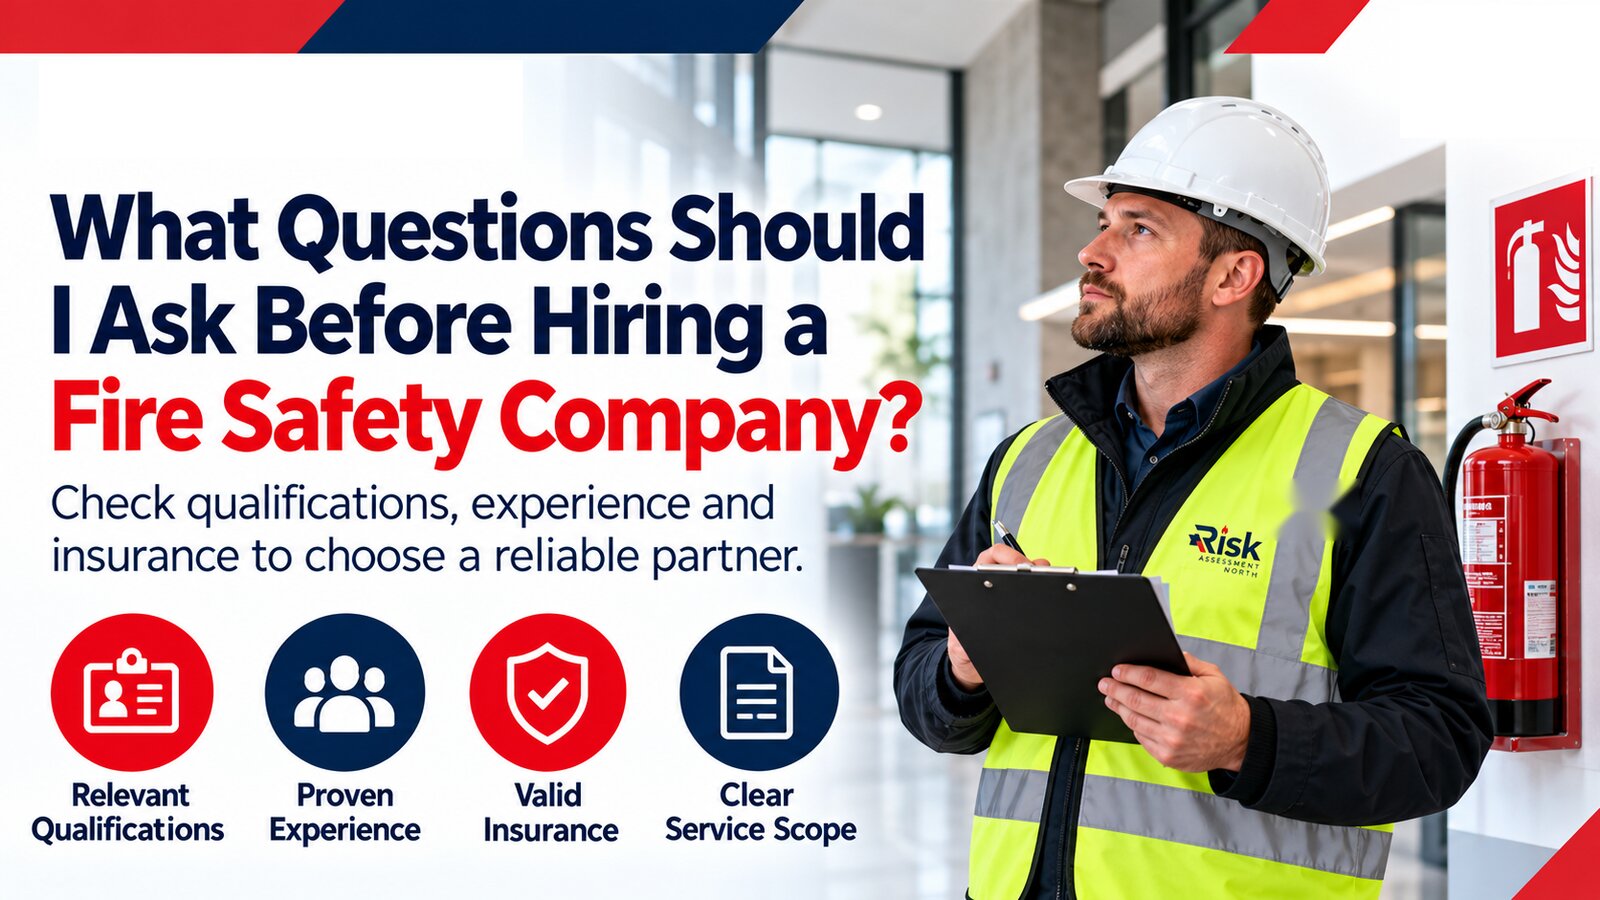 What Questions Should
I Ask Before Hiring a
Fire Safety Company?
Check qualifications, experience and
insurance to choose a reliable partner.
Relevant
Qualifications
Proven
Experience
Valid
Insurance
Clear
Service Scope
Risk
ASSESSMENT
NORTH